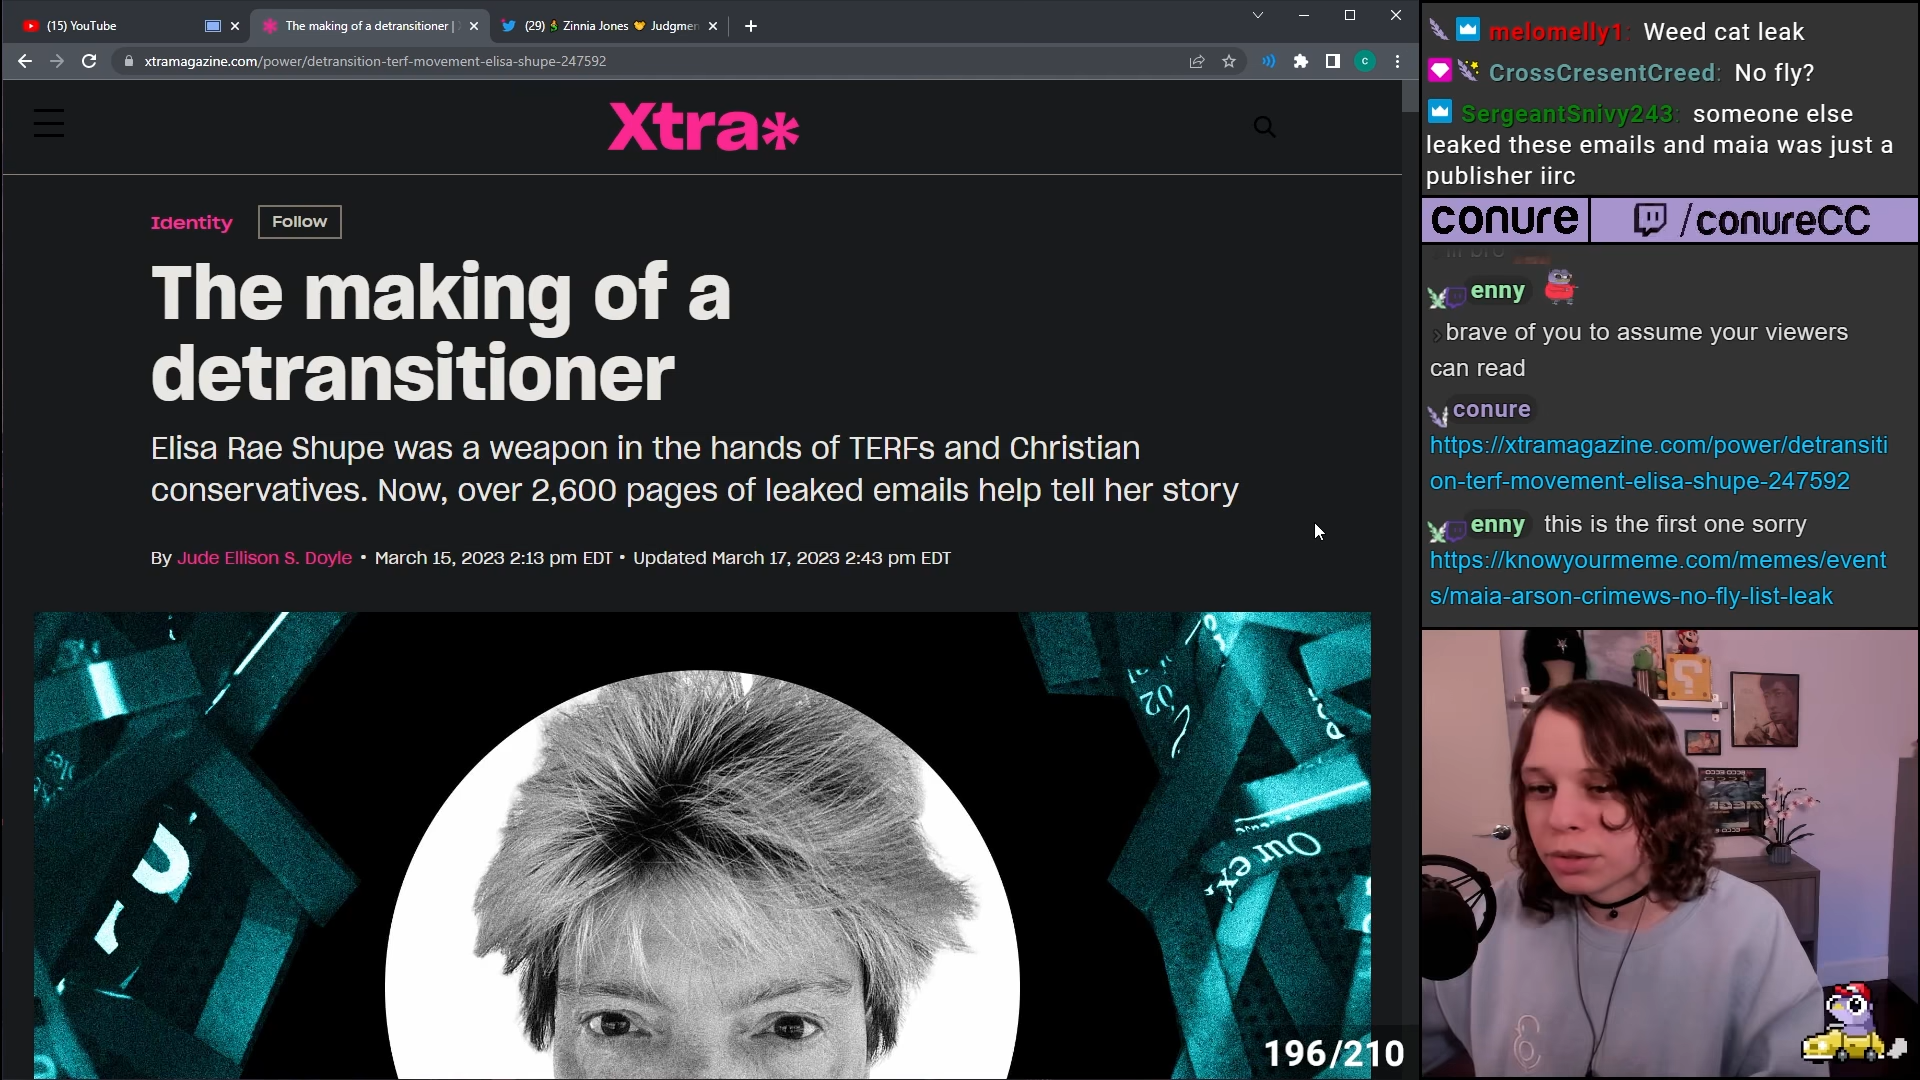 (15) YouTube
The making of a detransitioner |
(29) Zinnia Jones Judgmen
xtramagazine.com/power/detransition-terf-movement-elisa-shupe-247592
C
Xtra*
Identity
Follow
The making of a
detransitioner
Elisa Rae Shupe was a weapon in the hands of TERFs and Christian
conservatives. Now, over 2,600 pages of leaked emails help tell her story
By Jude Ellison S. Doyle • March 15, 2023 2:13 pm EDT • Updated March 17, 2023 2:43 pm EDT
Our ex
196/210
melomelly1: Weed cat leak
CrossCresentCreed: No fly?
SergeantSnivy243: someone else
leaked these emails and maia was just a
publisher iirc
conure
/conureCC
enny
brave of you to assume your viewers
can read
conure
https://xtramagazine.com/power/detransiti
on-terf-movement-elisa-shupe-247592
enny this is the first one sorry
https://knowyourmeme.com/memes/event
s/maia-arson-crimews-no-fly-list-leak